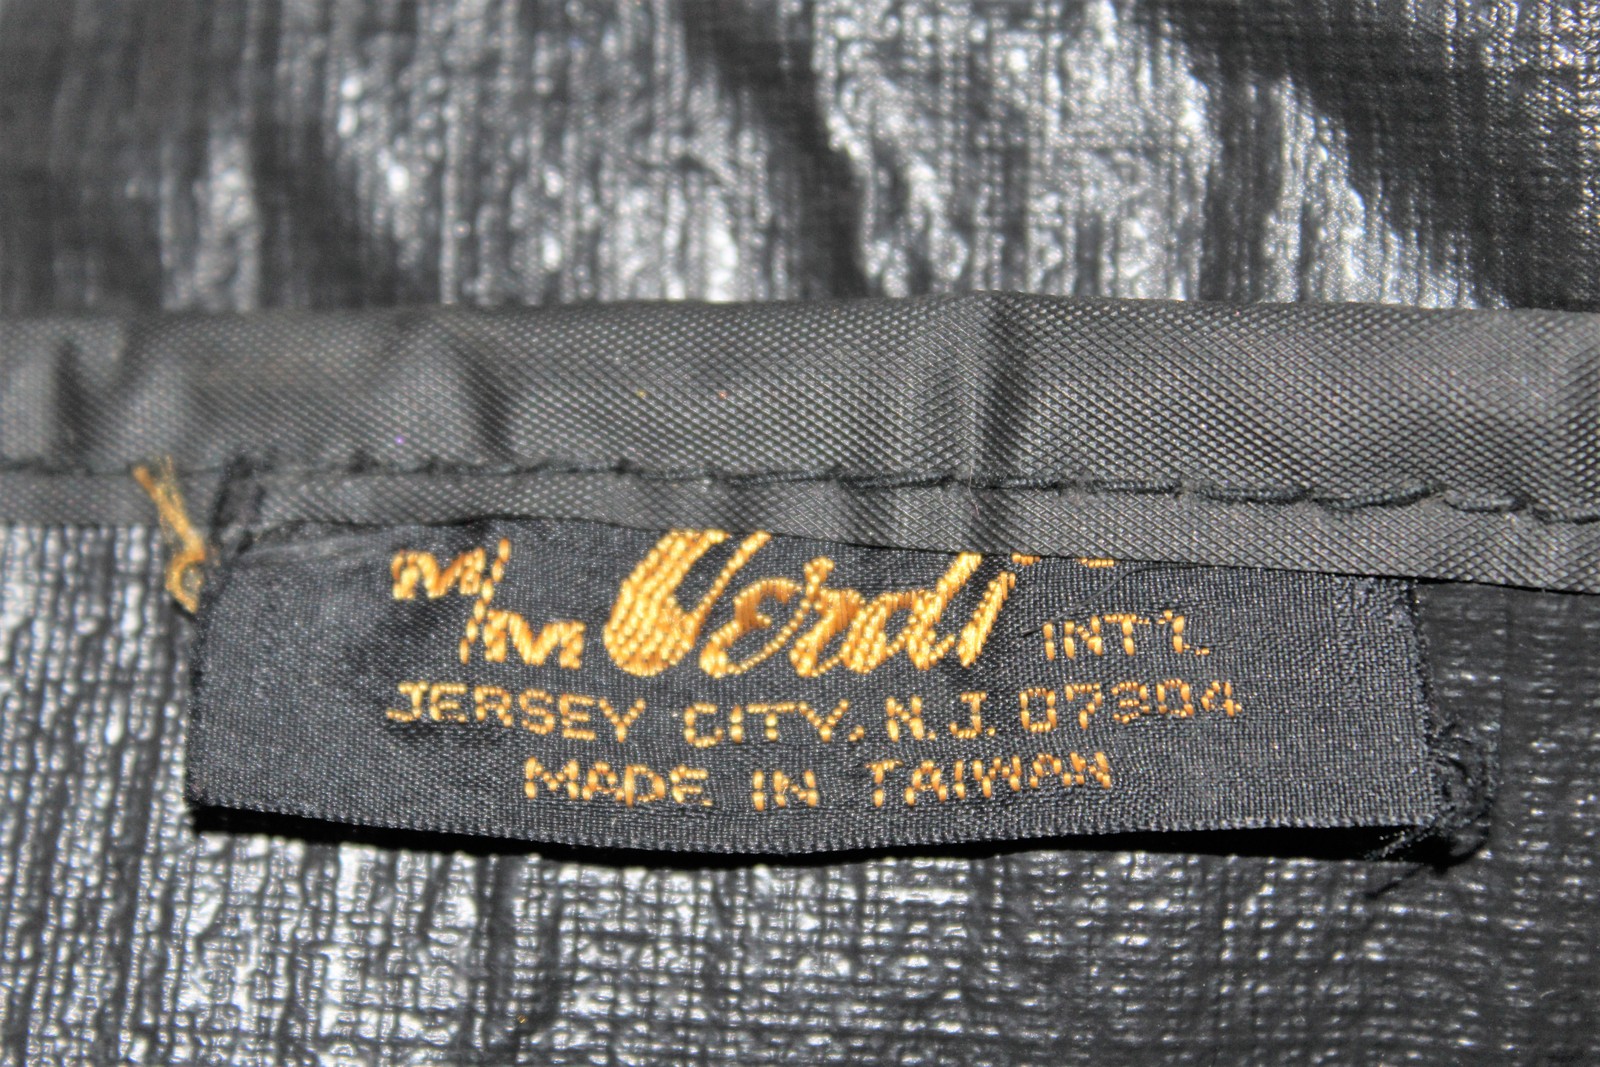 M/M Verdi INT'L
JERSEY CITY, N.J. 07304
MADE IN TAIWAN